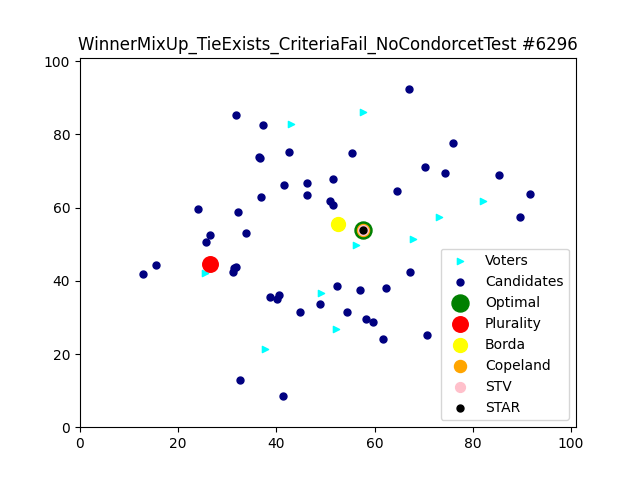 WinnerMixUp_TieExists_CriteriaFail_NoCondorcetTest #6296
100
80
60
40
20
0
0 20 40 60 80 100
Voters
Candidates
Optimal
Plurality
Borda
Copeland
STV
STAR